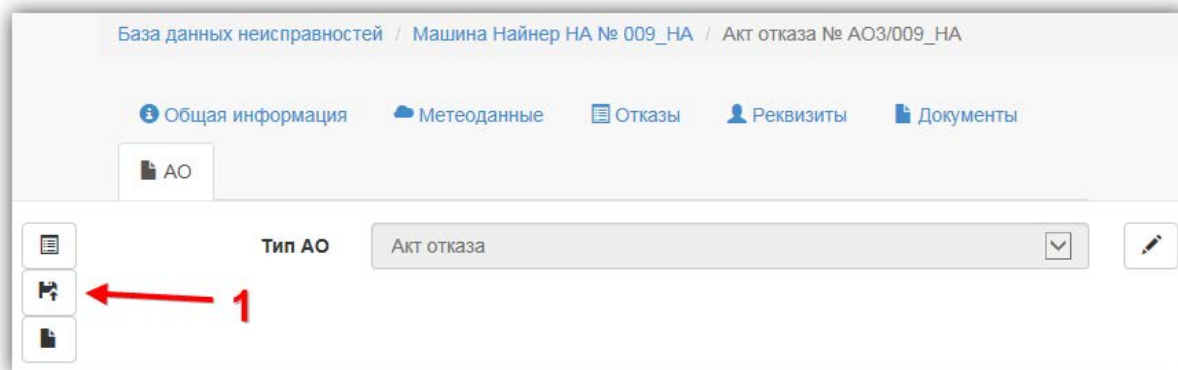 База данных неисправностей / Машина Найнер НА № 009_НА / Акт отказа № АО3/009_НА
Общая информация Метеоданные Отказы Реквизиты Документы
АО
Тип АО Акт отказа
1